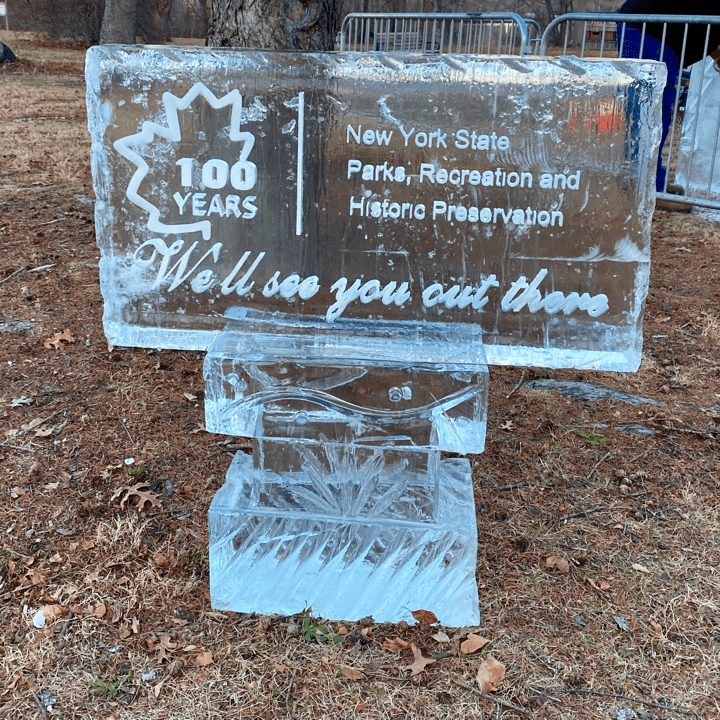 100
YEARS
New York State
Parks, Recreation and
Historic Preservation
We'll see you out there